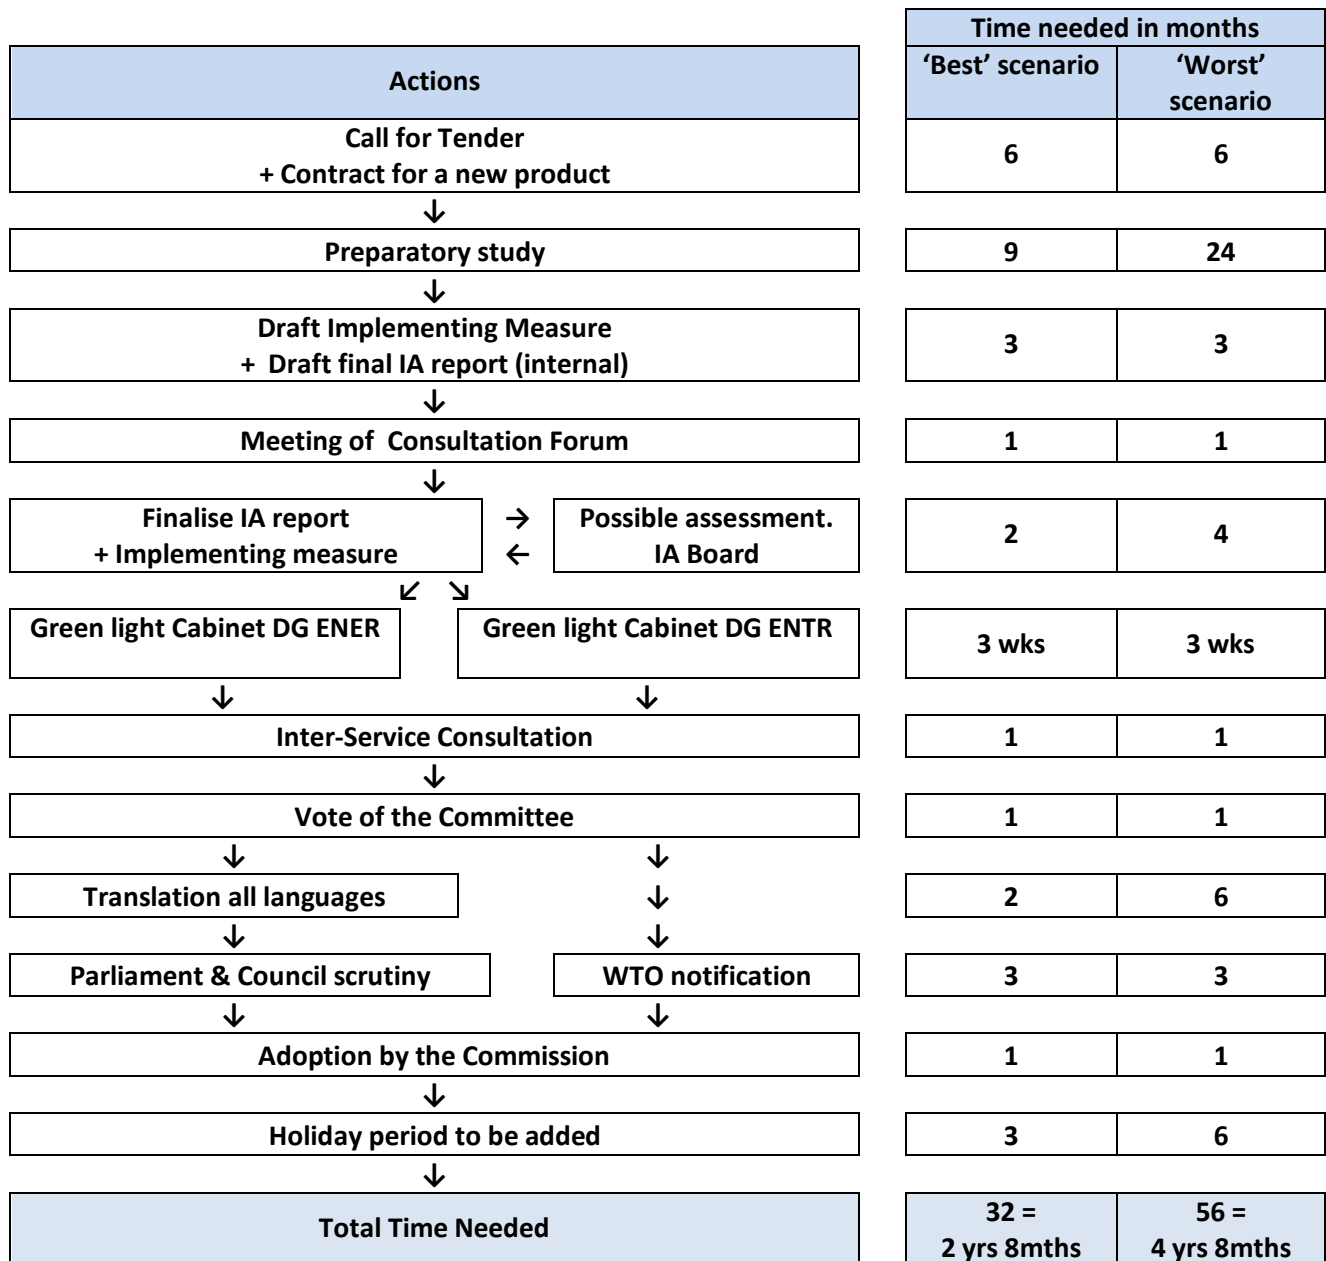 Time needed in months
Actions
‘Best’ scenario
‘Worst’
scenario
Call for Tender
+ Contract for a new product
6
6
↓
Preparatory study
9
24
↓
Draft Implementing Measure
+ Draft final IA report (internal)
3
3
↓
Meeting of Consultation Forum
1
1
↓
Finalise IA report
+ Implementing measure
→
←
Possible assessment.
IA Board
2
4
↙ ↘
Green light Cabinet DG ENER
Green light Cabinet DG ENTR
3 wks
3 wks
↓ ↓
Inter-Service Consultation
1
1
↓
Vote of the Committee
1
1
↓ ↓
Translation all languages
↓
2
6
↓ ↓
Parliament & Council scrutiny
WTO notification
3
3
↓ ↓
Adoption by the Commission
1
1
↓
Holiday period to be added
3
6
↓
Total Time Needed
32 =
2 yrs 8mths
56 =
4 yrs 8mths